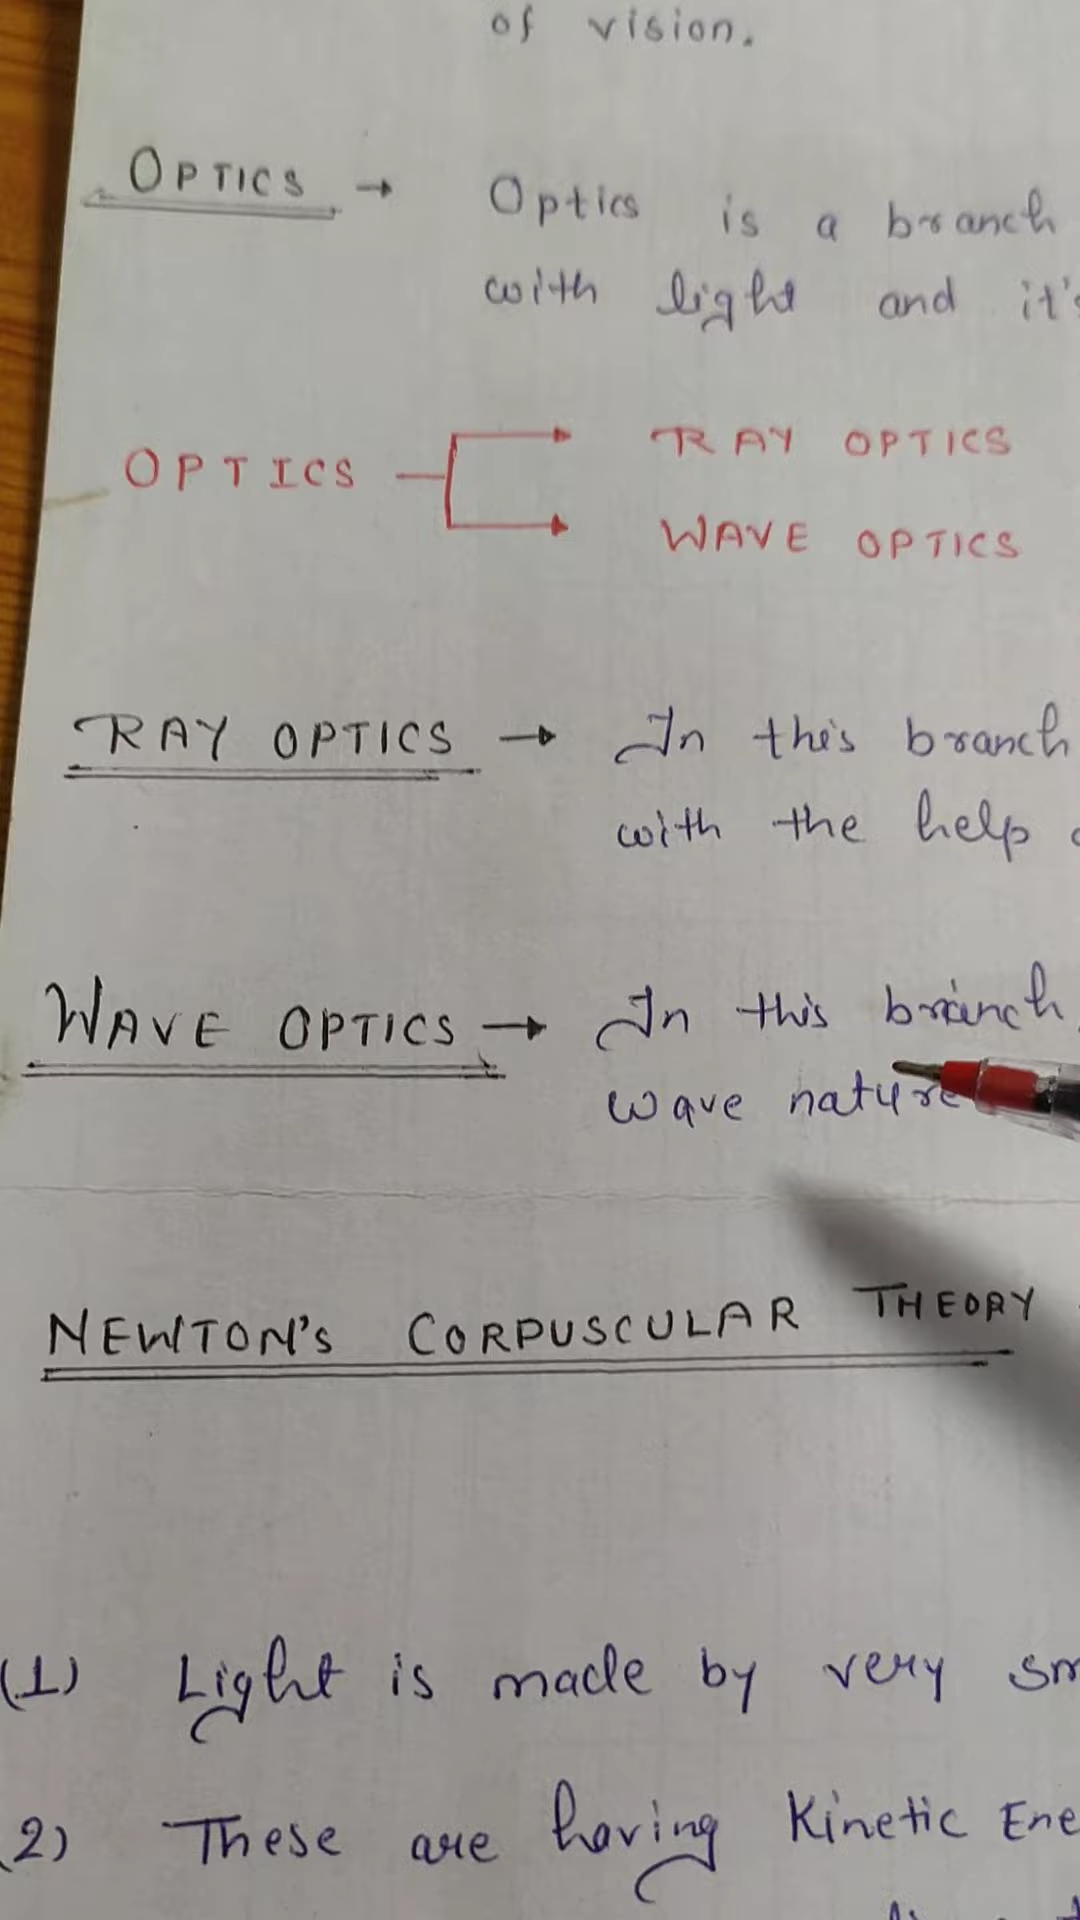 of vision.
OPTICS → Optics is a branch
with light and it's
OPTICS RAY OPTICS
WAVE OPTICS
RAY OPTICS → In this branch
with the help
WAVE OPTICS → In this branch
wave nature
NEWTON's CORPUSCULAR THEORY
(1) Light is made by very
2) These are having Kinetic